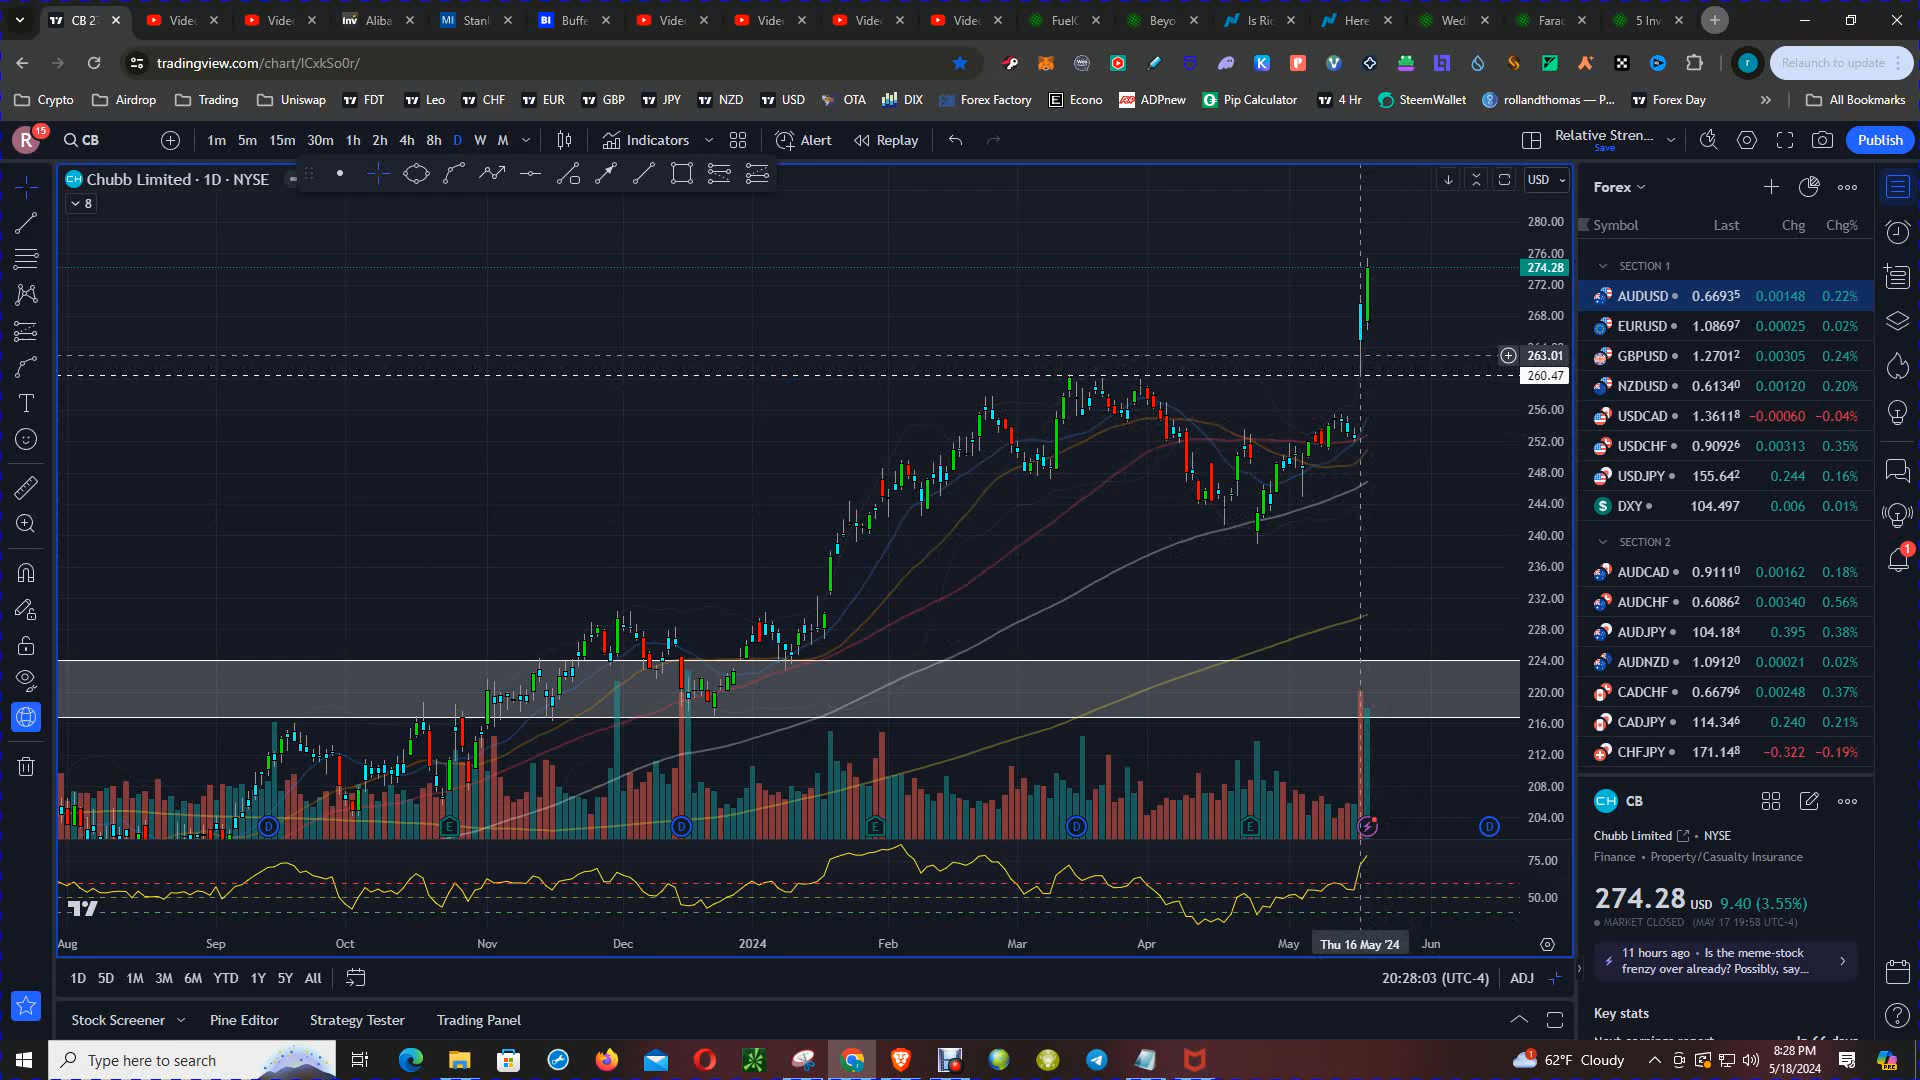 CB 2
Video
Video
Inv Aliba
MI Stanl
BI Buffe
Video
Video
Video
Video
FuelC
Beyo
Is Ric
Here
Wedl
Farac
5 Inv
tradingview.com/chart/ICxkSo0r/
Relaunch to update
Crypto Airdrop Trading Uniswap FDT Leo CHF EUR GBP JPY NZD USD OTA DIX Forex Factory Econo ADPnew Pip Calculator 4 Hr SteemWallet rollandthomas — P... Forex Day » All Bookmarks
R 15 CB 1m 5m 15m 30m 1h 2h 4h 8h D W M Indicators Alert Replay Relative Stren... Save Publish
Chubb Limited · 1D · NYSE
USD
8
280.00
276.00
274.28
272.00
268.00
263.01
260.47
256.00
252.00
248.00
244.00
240.00
236.00
232.00
228.00
224.00
220.00
216.00
212.00
208.00
204.00
D E D E D E D
75.00
50.00
Aug Sep Oct Nov Dec 2024 Feb Mar Apr May Thu 16 May '24 Jun
1D 5D 1M 3M 6M YTD 1Y 5Y All 20:28:03 (UTC-4) ADJ
Stock Screener Pine Editor Strategy Tester Trading Panel
Forex
Symbol Last Chg Chg%
SECTION 1
AUDUSD 0.66935 0.00148 0.22%
EURUSD 1.08697 0.00025 0.02%
GBPUSD 1.27012 0.00305 0.24%
NZDUSD 0.61340 0.00120 0.20%
USDCAD 1.36118 −0.00060 −0.04%
USDCHF 0.90926 0.00313 0.35%
USDJPY 155.642 0.244 0.16%
DXY 104.497 0.006 0.01%
SECTION 2
AUDCAD 0.91110 0.00162 0.18%
AUDCHF 0.60862 0.00340 0.56%
AUDJPY 104.184 0.395 0.38%
AUDNZD 1.09120 0.00021 0.02%
CADCHF 0.66796 0.00248 0.37%
CADJPY 114.346 0.240 0.21%
CHFJPY 171.148 −0.322 −0.19%
CB
Chubb Limited • NYSE
Finance • Property/Casualty Insurance
274.28 USD 9.40 (3.55%)
MARKET CLOSED (MAY 17 19:58 UTC-4)
11 hours ago • Is the meme-stock
frenzy over already? Possibly, say...
Key stats
1
Type here to search
62°F Cloudy
8:28 PM
5/18/2024